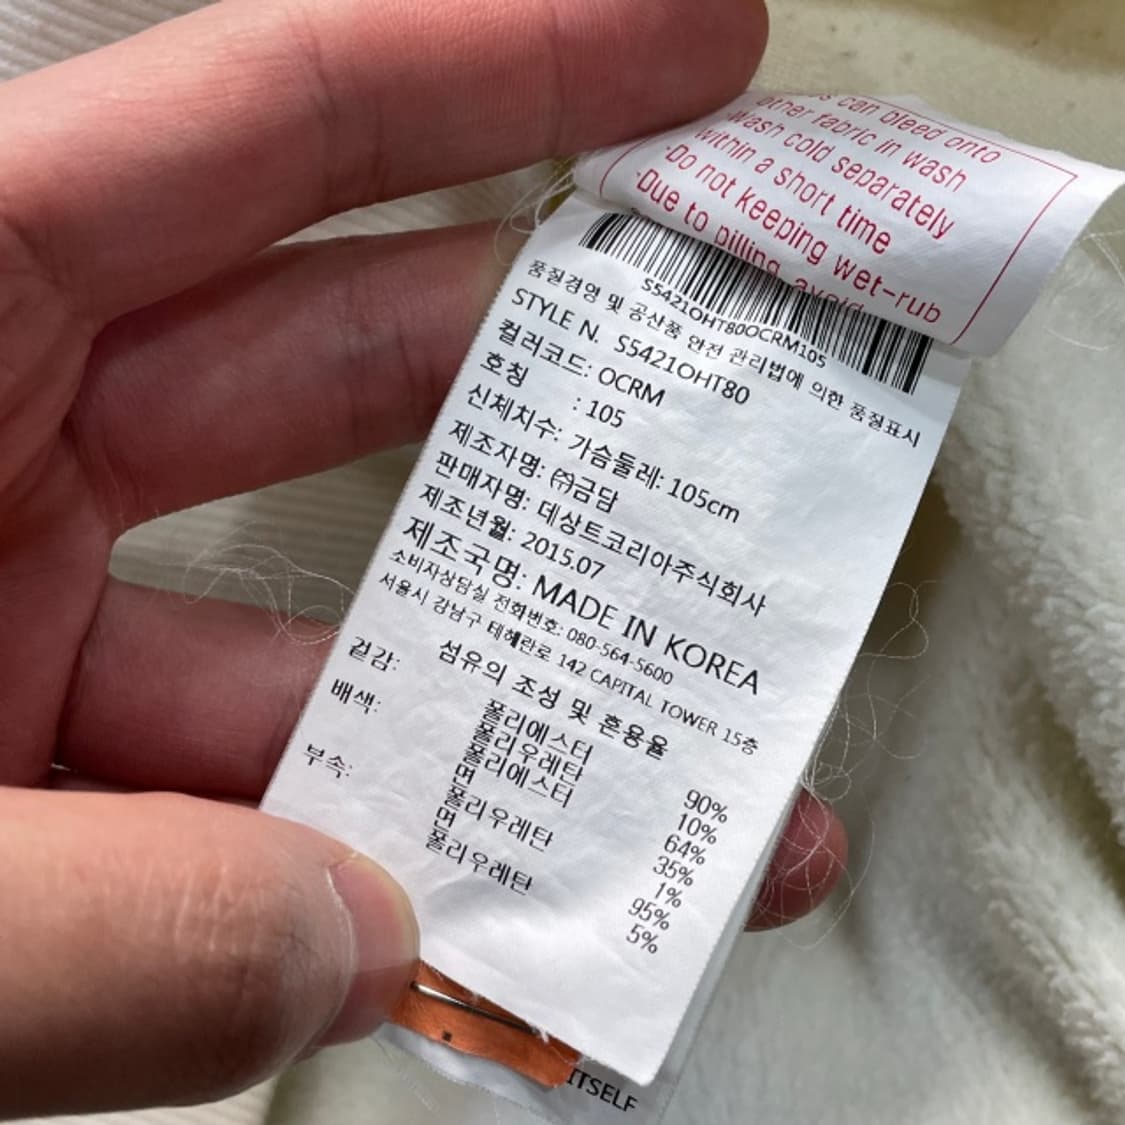 can bleed onto
other fabric in wash
Wash cold separately
within a short time
·Do not keeping wet-rub
·Due to pilling, avoid
S5421OHT80OCRM105
품질경영 및 공산품 안전 관리법에 의한 품질표시
STYLE N. S5421OHT80
컬러코드: OCRM
호칭 : 105
신체치수: 가슴둘레: 105cm
제조자명: ㈜금담
판매자명: 데상트코리아주식회사
제조년월: 2015.07
제조국명: MADE IN KOREA
소비자상담실 전화번호: 080-564-5600
서울시 강남구 테헤란로 142 CAPITAL TOWER 15층
섬유의 조성 및 혼용율
겉감: 폴리에스터 90%
폴리우레탄 10%
배색: 폴리에스터 64%
면 35%
폴리우레탄 1%
부속: 면 95%
폴리우레탄 5%
ITSELF